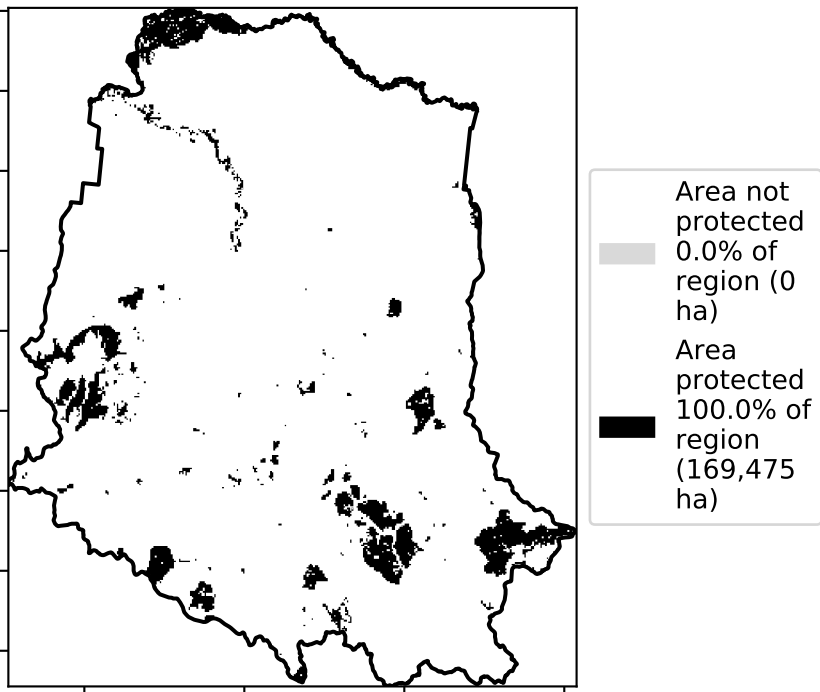 Area not
protected
0.0% of
region (0
ha)
Area
protected
100.0% of
region
(169,475
ha)